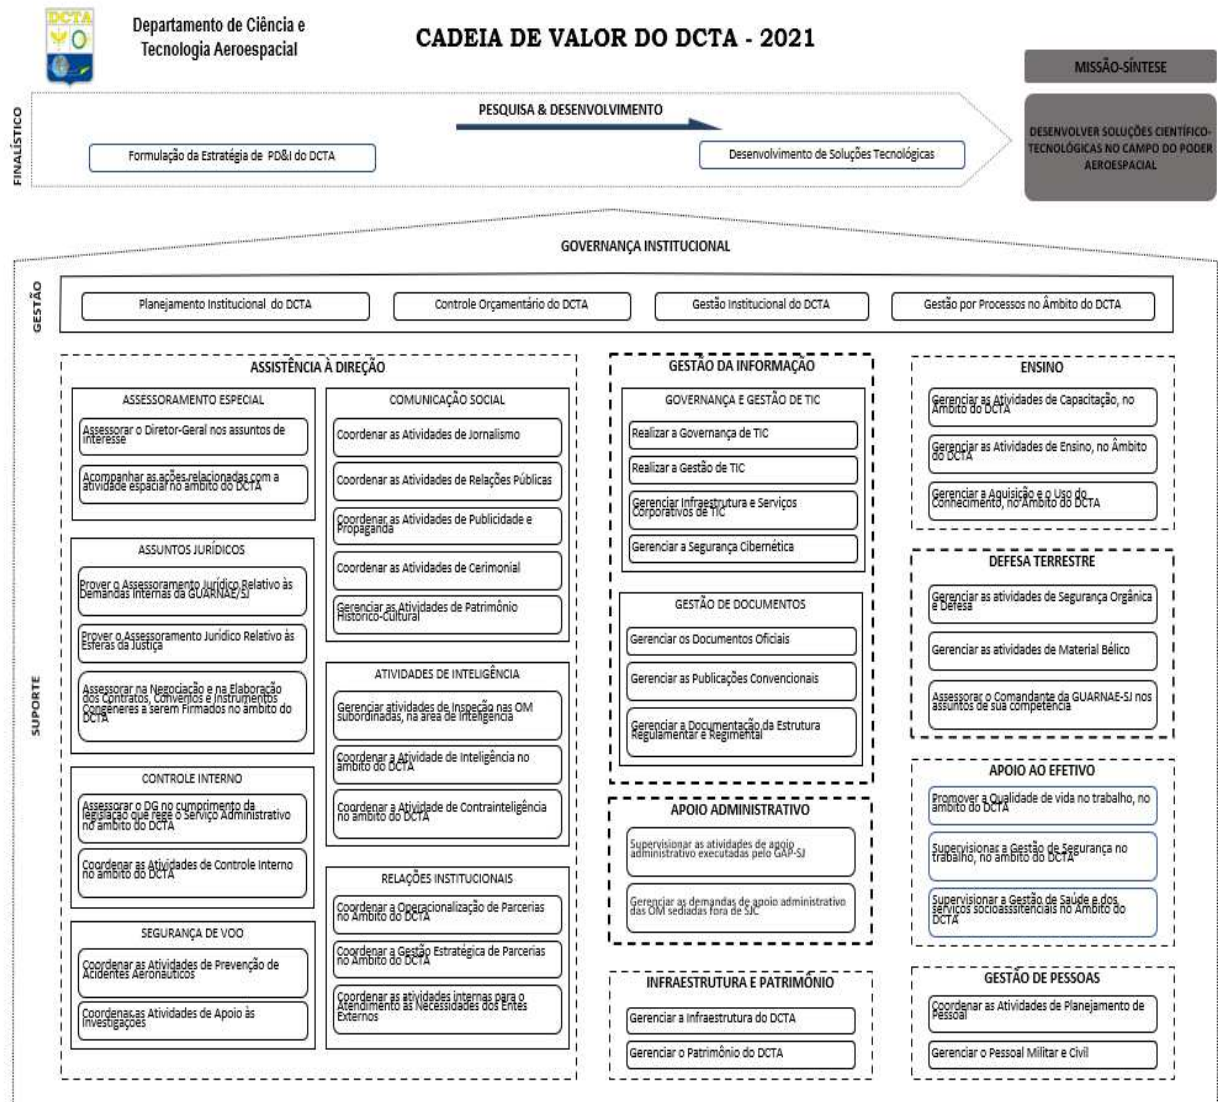 DCTA
Departamento de Ciência e
Tecnologia Aeroespacial
CADEIA DE VALOR DO DCTA - 2021
MISSÃO-SÍNTESE
FINALÍSTICO
PESQUISA & DESENVOLVIMENTO
Formulação da Estratégia de PD&I do DCTA
Desenvolvimento de Soluções Tecnológicas
DESENVOLVER SOLUÇÕES CIENTÍFICO-
TECNOLÓGICAS NO CAMPO DO PODER
AEROESPACIAL
GOVERNANÇA INSTITUCIONAL
GESTÃO
Planejamento Institucional do DCTA
Controle Orçamentário do DCTA
Gestão Institucional do DCTA
Gestão por Processos no Âmbito do DCTA
SUPORTE
ASSISTÊNCIA À DIREÇÃO
ASSESSORAMENTO ESPECIAL
Assessorar o Diretor-Geral nos assuntos de
interesse
Acompanhar as ações relacionadas com a
atividade espacial no âmbito do DCTA
ASSUNTOS JURÍDICOS
Prover o Assessoramento Jurídico Relativo às
Demandas Internas da GUARNAE/SJ
Prover o Assessoramento Jurídico Relativo às
Esferas da Justiça
Assessorar na Negociação e na Elaboração
dos Contratos, Convênios e Instrumentos
Congêneres a serem Firmados no âmbito do
DCTA
CONTROLE INTERNO
Assessorar o DG no cumprimento da
legislação que rege o Serviço Administrativo
no âmbito do DCTA
Coordenar as Atividades de Controle Interno
no âmbito do DCTA
SEGURANÇA DE VOO
Coordenar as Atividades de Prevenção de
Acidentes Aeronáuticos
Coordenar as Atividades de Apoio às
Investigações
COMUNICAÇÃO SOCIAL
Coordenar as Atividades de Jornalismo
Coordenar as Atividades de Relações Públicas
Coordenar as Atividades de Publicidade e
Propaganda
Coordenar as Atividades de Cerimonial
Gerenciar as Atividades de Patrimônio
Histórico-Cultural
ATIVIDADES DE INTELIGÊNCIA
Gerenciar atividades de Inspeção nas OM
subordinadas, na área de Inteligência
Coordenar a Atividade de Inteligência no
âmbito do DCTA
Coordenar a Atividade de Contrainteligência
no âmbito do DCTA
RELAÇÕES INSTITUCIONAIS
Coordenar a Operacionalização de Parcerias
no Âmbito do DCTA
Coordenar a Gestão Estratégica de Parcerias
no Âmbito do DCTA
Coordenar as atividades internas para o
Atendimento às Necessidades dos Entes
Externos
GESTÃO DA INFORMAÇÃO
GOVERNANÇA E GESTÃO DE TIC
Realizar a Governança de TIC
Realizar a Gestão de TIC
Gerenciar Infraestrutura e Serviços
Corporativos de TIC
Gerenciar a Segurança Cibernética
GESTÃO DE DOCUMENTOS
Gerenciar os Documentos Oficiais
Gerenciar as Publicações Convencionais
Gerenciar a Documentação da Estrutura
Regulamentar e Regimental
APOIO ADMINISTRATIVO
Supervisionar as atividades de apoio
administrativo executadas pelo GAP-SJ
Gerenciar as demandas de apoio administrativo
das OM sediadas fora de SJC
INFRAESTRUTURA E PATRIMÔNIO
Gerenciar a Infraestrutura do DCTA
Gerenciar o Patrimônio do DCTA
ENSINO
Gerenciar as Atividades de Capacitação, no
Âmbito do DCTA
Gerenciar as Atividades de Ensino, no Âmbito
do DCTA
Gerenciar a Aquisição e o Uso do
Conhecimento, no Âmbito do DCTA
DEFESA TERRESTRE
Gerenciar as atividades de Segurança Orgânica
e Defesa
Gerenciar as atividades de Material Bélico
Assessorar o Comandante da GUARNAE-SJ nos
assuntos de sua competência
APOIO AO EFETIVO
Promover a Qualidade de vida no trabalho, no
âmbito do DCTA
Supervisionas a Gestão de Segurança no
trabalho, no âmbito do DCTA
Supervisionar a Gestão de Saúde e dos
serviços socioasssitenciais no Âmbito do
DCTA
GESTÃO DE PESSOAS
Coordenar as Atividades de Planejamento de
Pessoal
Gerenciar o Pessoal Militar e Civil